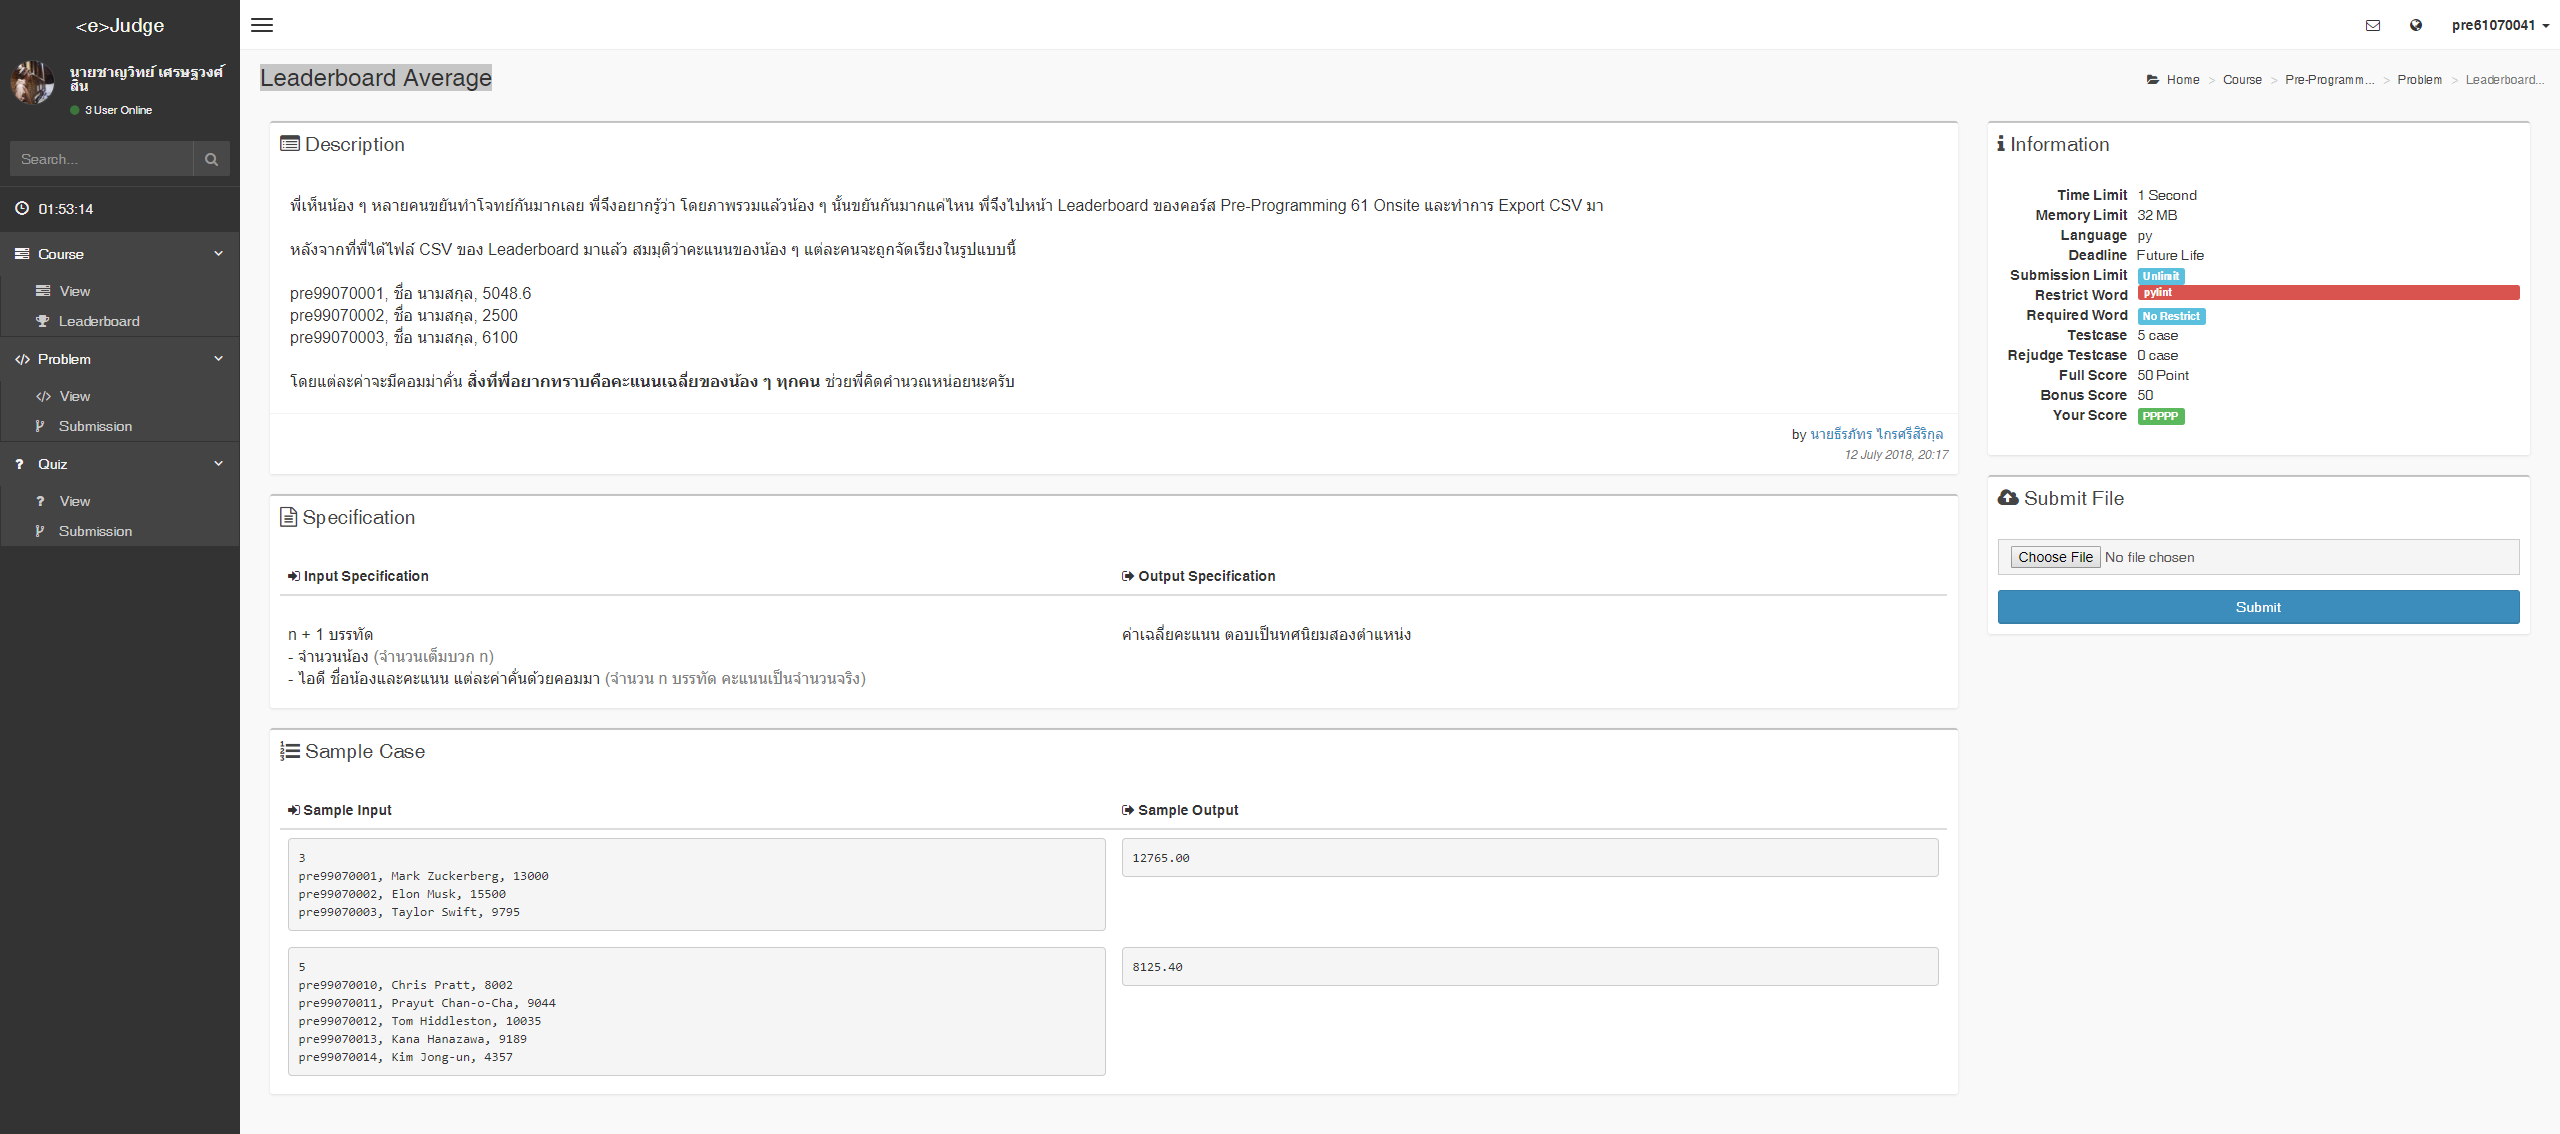 <e>Judge
pre61070041
นายชาญวิทย์ เศรษฐวงศ์
สิน
3 User Online
Search...
01:53:14
Course
View
Leaderboard
Problem
View
Submission
Quiz
View
Submission
Leaderboard Average
Home > Course > Pre-Programm... > Problem > Leaderboard...
Description
พี่เห็นน้อง ๆ หลายคนขยันทำโจทย์กันมากเลย พี่จึงอยากรู้ว่า โดยภาพรวมแล้วน้อง ๆ นั้นขยันกันมากแค่ไหน พี่จึงไปหน้า Leaderboard ของคอร์ส Pre-Programming 61 Onsite และทำการ Export CSV มา
หลังจากที่พี่ได้ไฟล์ CSV ของ Leaderboard มาแล้ว สมมุติว่าคะแนนของน้อง ๆ แต่ละคนจะถูกจัดเรียงในรูปแบบนี้
pre99070001, ชื่อ นามสกุล, 5048.6
pre99070002, ชื่อ นามสกุล, 2500
pre99070003, ชื่อ นามสกุล, 6100
โดยแต่ละค่าจะมีคอมม่าคั่น สิ่งที่พี่อยากทราบคือคะแนนเฉลี่ยของน้อง ๆ ทุกคน ช่วยพี่คิดคำนวณหน่อยนะครับ
by นายธีรภัทร ไกรศรีสิริกุล
12 July 2018, 20:17
Specification
Input Specification
Output Specification
n + 1 บรรทัด
- จำนวนน้อง (จำนวนเต็มบวก n)
- ไอดี ชื่อน้องและคะแนน แต่ละค่าคั่นด้วยคอมมา (จำนวน n บรรทัด คะแนนเป็นจำนวนจริง)
ค่าเฉลี่ยคะแนน ตอบเป็นทศนิยมสองตำแหน่ง
Sample Case
Sample Input
Sample Output
3
pre99070001, Mark Zuckerberg, 13000
pre99070002, Elon Musk, 15500
pre99070003, Taylor Swift, 9795
12765.00
5
pre99070010, Chris Pratt, 8002
pre99070011, Prayut Chan-o-Cha, 9044
pre99070012, Tom Hiddleston, 10035
pre99070013, Kana Hanazawa, 9189
pre99070014, Kim Jong-un, 4357
8125.40
Information
Time Limit 1 Second
Memory Limit 32 MB
Language py
Deadline Future Life
Submission Limit Unlimit
Restrict Word pylint
Required Word No Restrict
Testcase 5 case
Rejudge Testcase 0 case
Full Score 50 Point
Bonus Score 50
Your Score PPPPP
Submit File
Choose File No file chosen
Submit